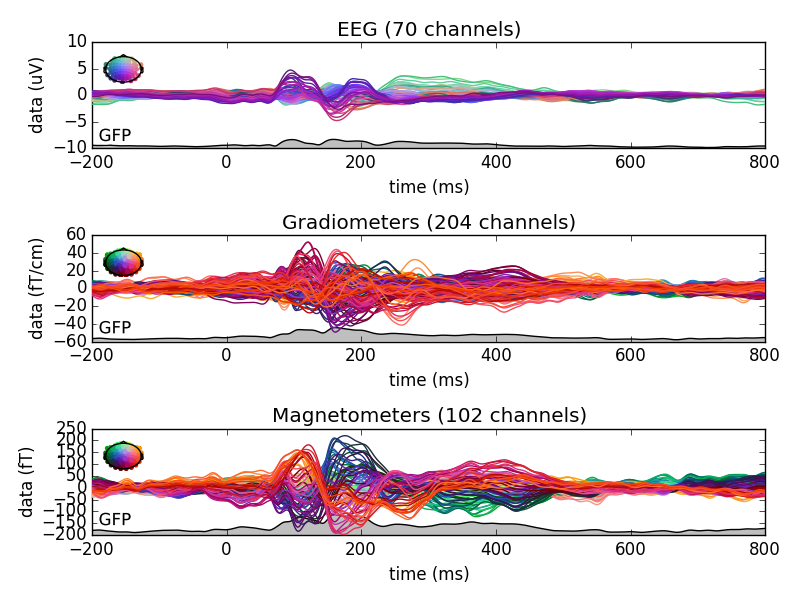 EEG (70 channels)
10
5
0
−5
−10
data (uV)
GFP
−200 0 200 400 600 800
time (ms)
Gradiometers (204 channels)
60
40
20
0
−20
−40
−60
data (fT/cm)
GFP
−200 0 200 400 600 800
time (ms)
Magnetometers (102 channels)
250
200
150
100
50
0
−50
−100
−150
−200
data (fT)
GFP
−200 0 200 400 600 800
time (ms)